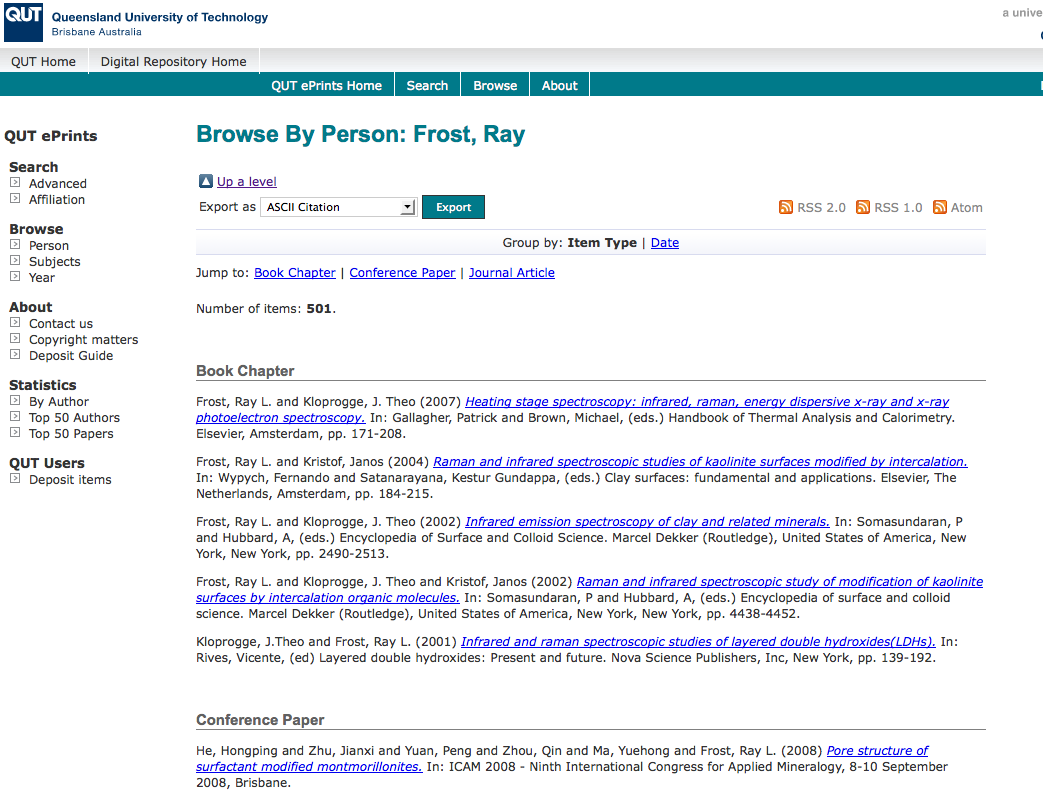 QUT Queensland University of Technology
Brisbane Australia
a unive
QUT Home Digital Repository Home
QUT ePrints Home Search Browse About
QUT ePrints
Search
Advanced
Affiliation
Browse
Person
Subjects
Year
About
Contact us
Copyright matters
Deposit Guide
Statistics
By Author
Top 50 Authors
Top 50 Papers
QUT Users
Deposit items
Browse By Person: Frost, Ray
Up a level
Export as ASCII Citation Export RSS 2.0 RSS 1.0 Atom
Group by: Item Type | Date
Jump to: Book Chapter | Conference Paper | Journal Article
Number of items: 501.
Book Chapter
Frost, Ray L. and Kloprogge, J. Theo (2007) Heating stage spectroscopy: infrared, raman, energy dispersive x-ray and x-ray
photoelectron spectroscopy. In: Gallagher, Patrick and Brown, Michael, (eds.) Handbook of Thermal Analysis and Calorimetry.
Elsevier, Amsterdam, pp. 171-208.
Frost, Ray L. and Kristof, Janos (2004) Raman and infrared spectroscopic studies of kaolinite surfaces modified by intercalation.
In: Wypych, Fernando and Satanarayana, Kestur Gundappa, (eds.) Clay surfaces: fundamental and applications. Elsevier, The
Netherlands, Amsterdam, pp. 184-215.
Frost, Ray L. and Kloprogge, J. Theo (2002) Infrared emission spectroscopy of clay and related minerals. In: Somasundaran, P
and Hubbard, A, (eds.) Encyclopedia of Surface and Colloid Science. Marcel Dekker (Routledge), United States of America, New
York, New York, pp. 2490-2513.
Frost, Ray L. and Kloprogge, J. Theo and Kristof, Janos (2002) Raman and infrared spectroscopic study of modification of kaolinite
surfaces by intercalation organic molecules. In: Somasundaran, P and Hubbard, A, (eds.) Encyclopedia of surface and colloid
science. Marcel Dekker (Routledge), United States of America, New York, New York, pp. 4438-4452.
Kloprogge, J.Theo and Frost, Ray L. (2001) Infrared and raman spectroscopic studies of layered double hydroxides(LDHs). In:
Rives, Vicente, (ed) Layered double hydroxides: Present and future. Nova Science Publishers, Inc, New York, pp. 139-192.
Conference Paper
He, Hongping and Zhu, Jianxi and Yuan, Peng and Zhou, Qin and Ma, Yuehong and Frost, Ray L. (2008) Pore structure of
surfactant modified montmorillonites. In: ICAM 2008 - Ninth International Congress for Applied Mineralogy, 8-10 September
2008, Brisbane.